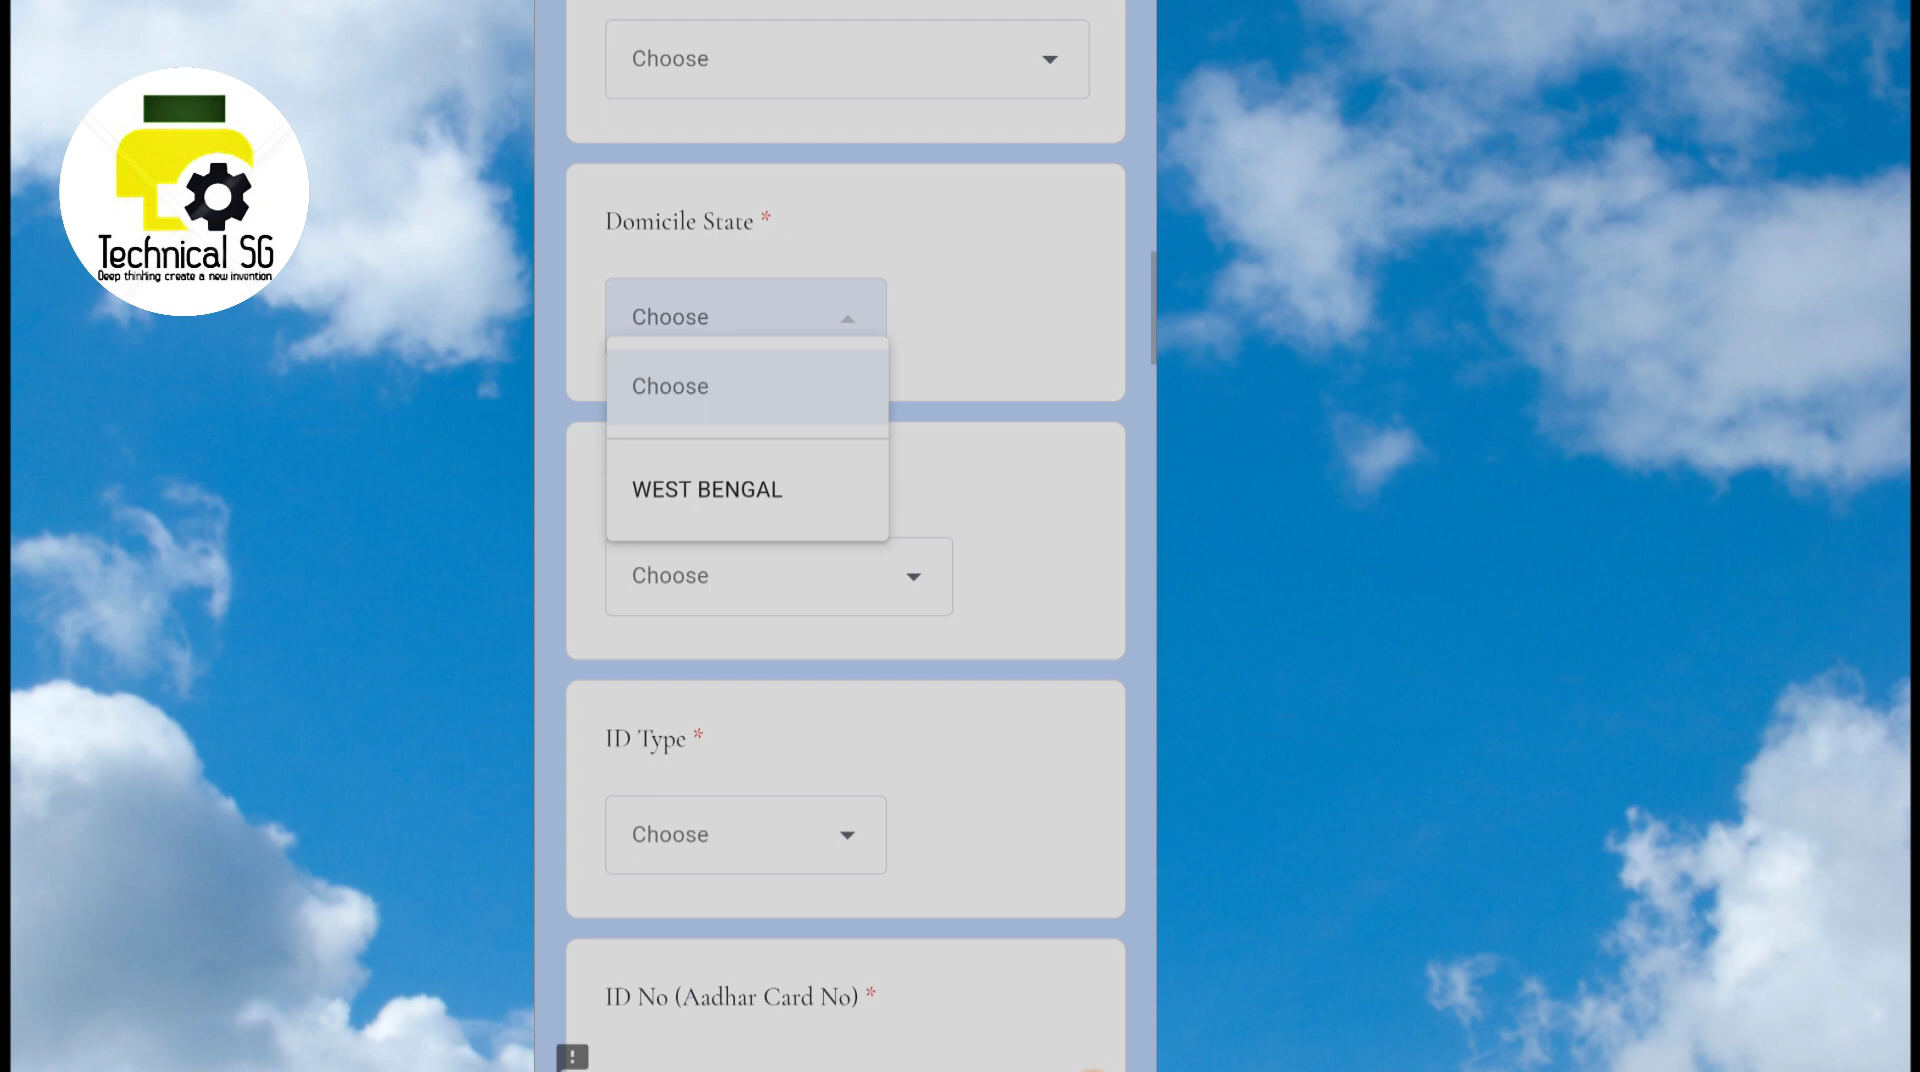 Technical SG
Deep thinking create a new invention
Choose
Domicile State *
Choose
Choose
WEST BENGAL
Choose
ID Type *
Choose
ID No (Aadhar Card No) *
!